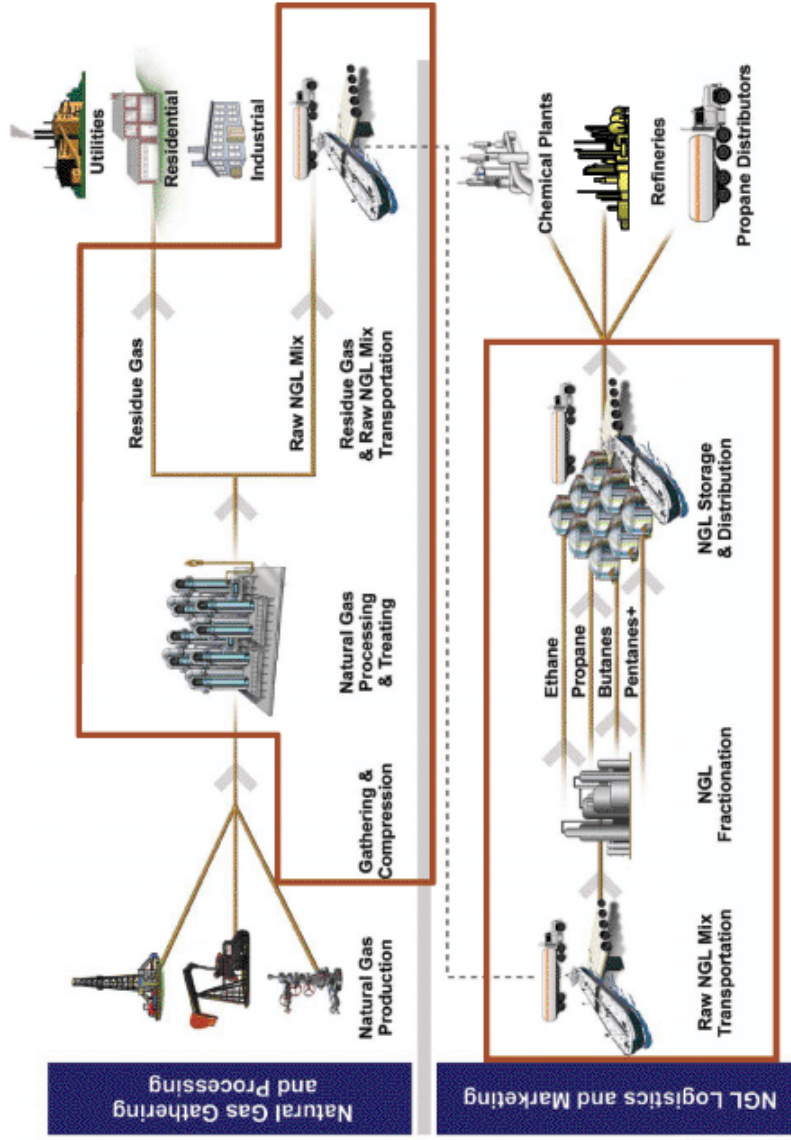 Natural Gas Gathering
and Processing
Natural Gas
Production
Gathering &
Compression
Natural Gas
Processing
& Treating
Residue Gas
Raw NGL Mix
Residue Gas
& Raw NGL Mix
Transportation
Utilities
Residential
Industrial
NGL Logistics and Marketing
Raw NGL Mix
Transportation
NGL
Fractionation
Ethane
Propane
Butanes
Pentanes+
NGL Storage
& Distribution
Chemical Plants
Refineries
Propane Distributors